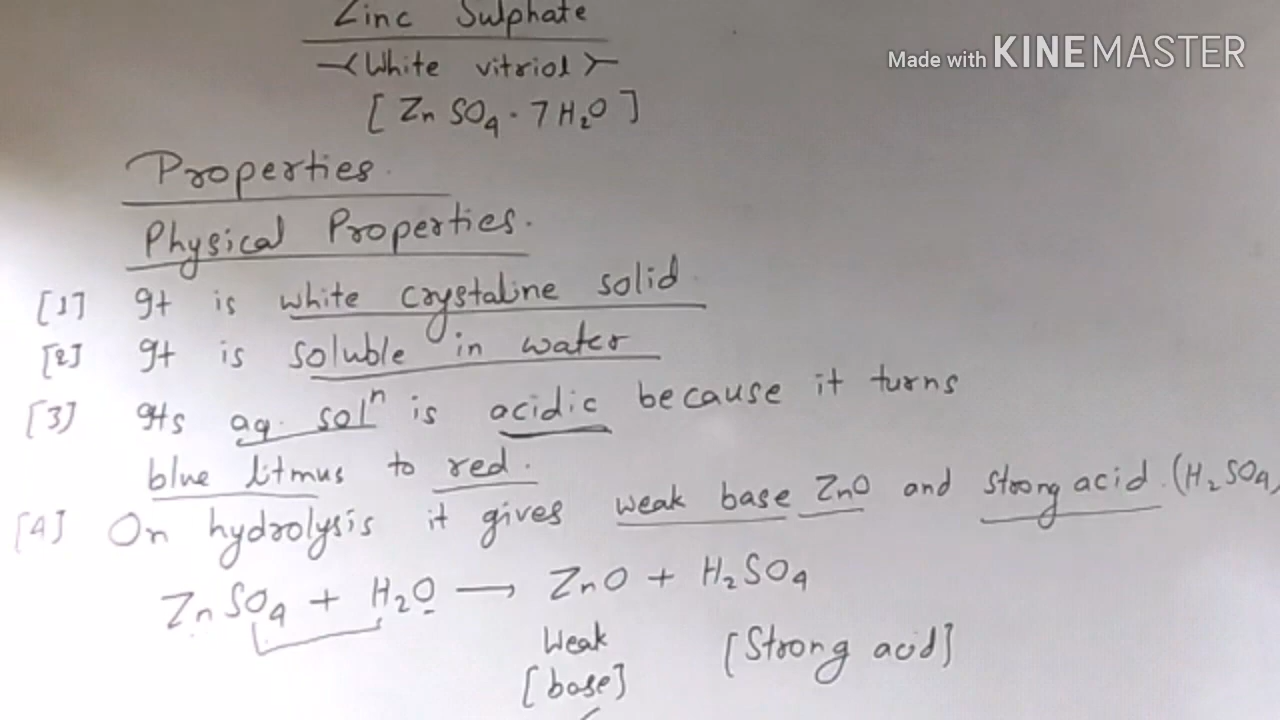 Zinc Sulphate
Made with KINEMASTER
White vitriol
[ZnSO₄·7H₂O]
Properties.
Physical Properties.
[1] It is white crystaline solid
[2] It is soluble in water
[3] Its aq. solⁿ is acidic because it turns
blue litmus to red.
[4] On hydrolysis it gives weak base ZnO and strong acid. (H₂SO₄)
ZnSO₄ + H₂O → ZnO + H₂SO₄
Weak [Strong acid]
[base]